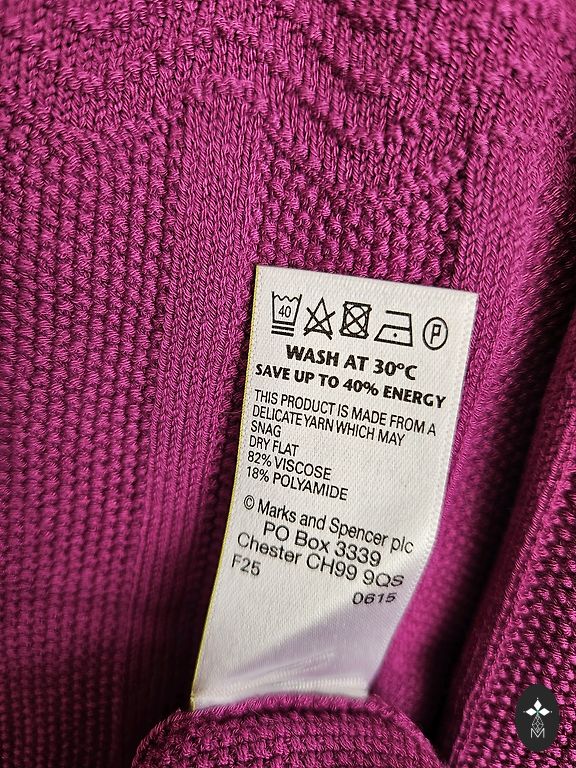 40
P
WASH AT 30°C
SAVE UP TO 40% ENERGY
THIS PRODUCT IS MADE FROM A
DELICATE YARN WHICH MAY
SNAG
DRY FLAT
82% VISCOSE
18% POLYAMIDE
© Marks and Spencer plc
PO Box 3339
Chester CH99 9QS
F25
0615
M